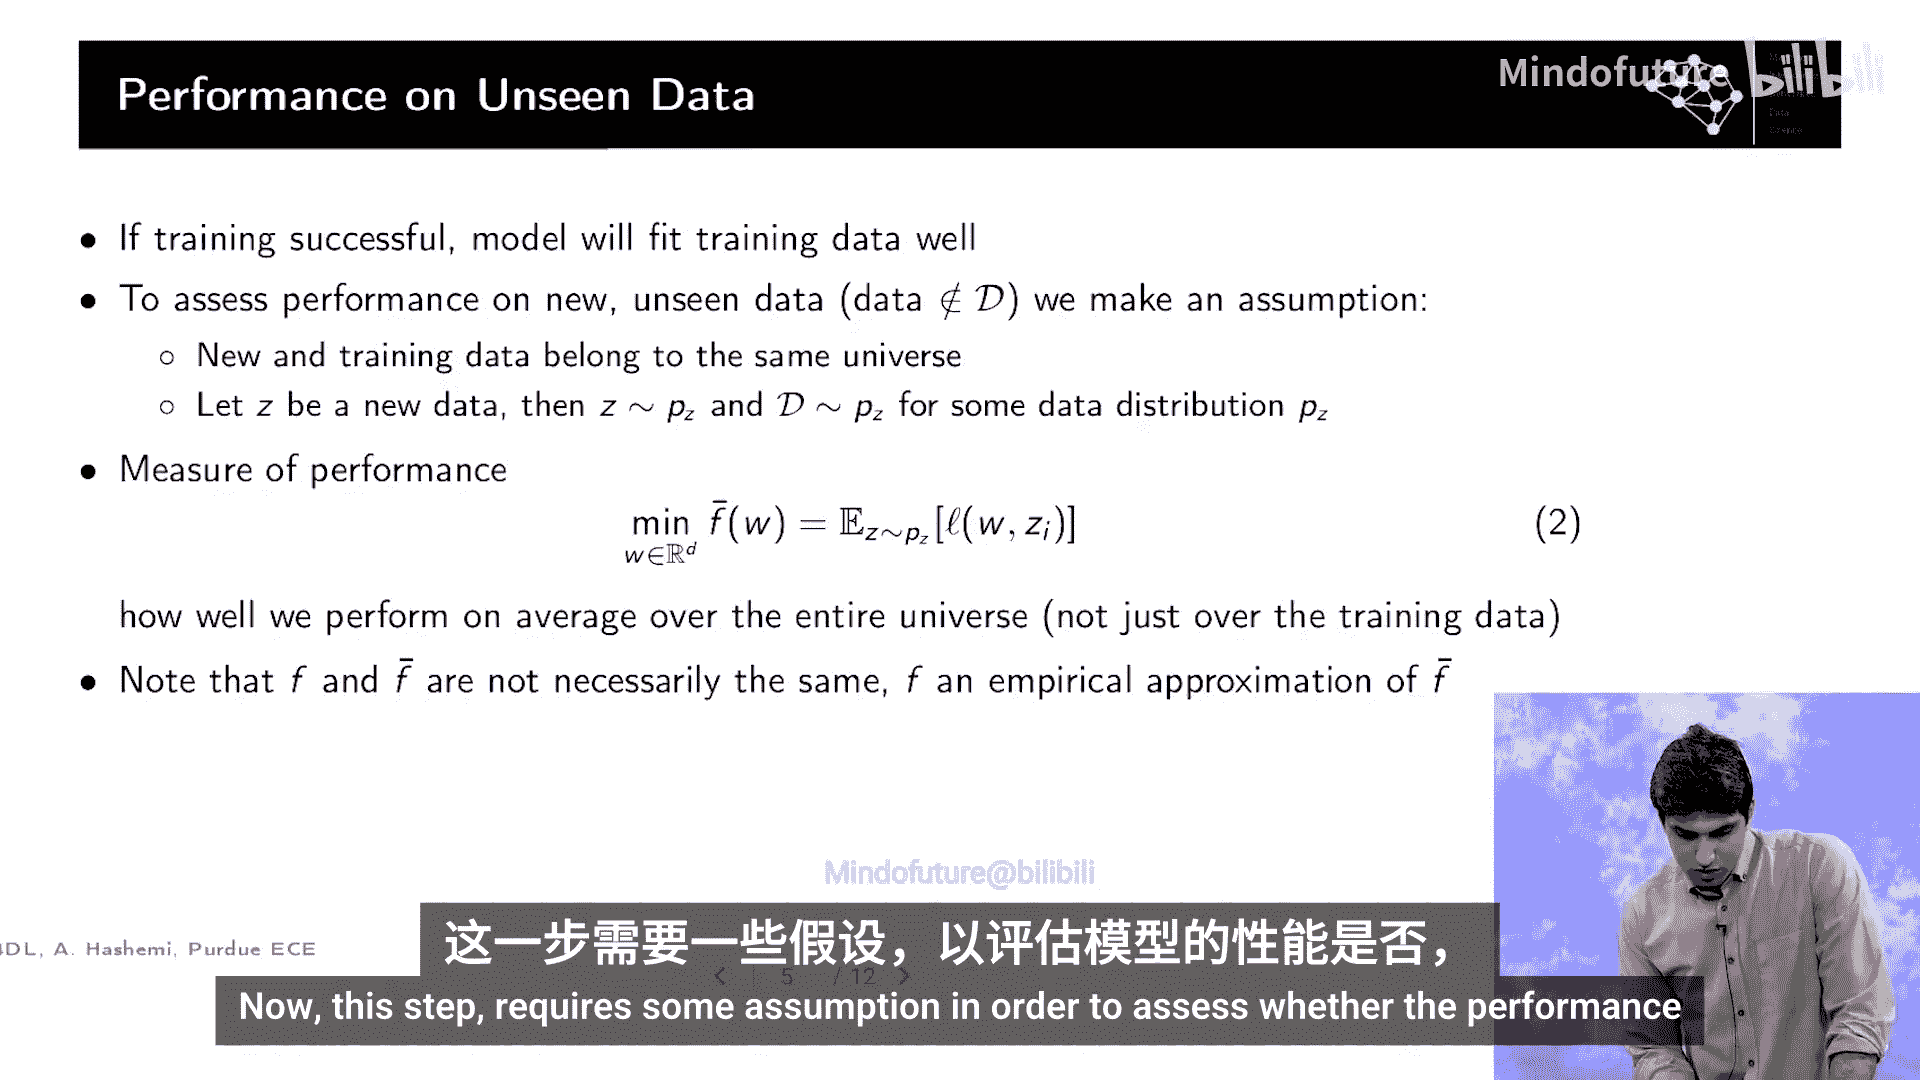 Performance on Unseen Data
Mindofuture
bilibili
Data
Science
• If training successful, model will fit training data well
• To assess performance on new, unseen data (data ∉ 𝒟) we make an assumption:
○ New and training data belong to the same universe
○ Let z be a new data, then z ∼ p_z and 𝒟 ∼ p_z for some data distribution p_z
• Measure of performance
min_{w∈ℝ^d} f̄(w) = 𝔼_{z∼p_z}[ℓ(w, z_i)] (2)
how well we perform on average over the entire universe (not just over the training data)
• Note that f and f̄ are not necessarily the same, f an empirical approximation of f̄
Mindofuture@bilibili
DL, A. Hashemi, Purdue ECE
5 / 12
这一步需要一些假设，以评估模型的性能是否，
Now, this step, requires some assumption in order to assess whether the performance